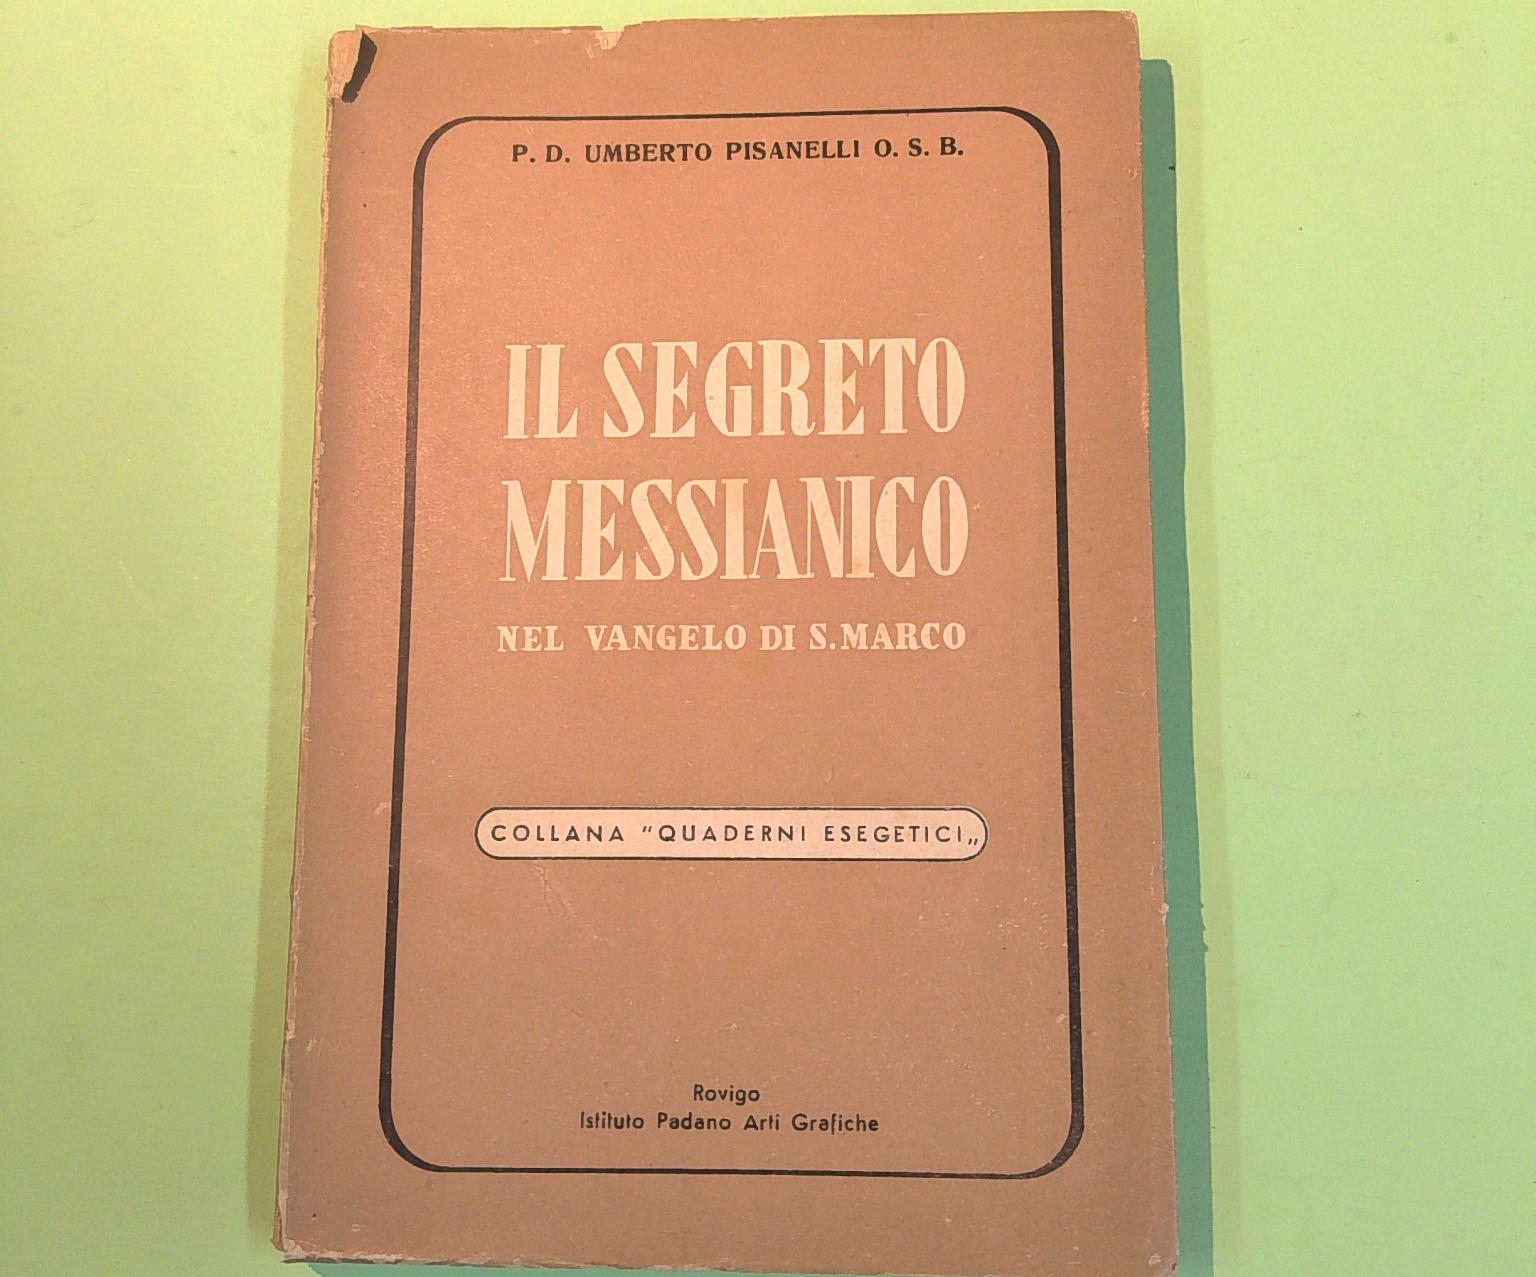 P. D. UMBERTO PISANELLI O. S. B.
IL SEGRETO
MESSIANICO
NEL VANGELO DI S. MARCO
COLLANA "QUADERNI ESEGETICI„
Rovigo
Istituto Padano Arti Grafiche